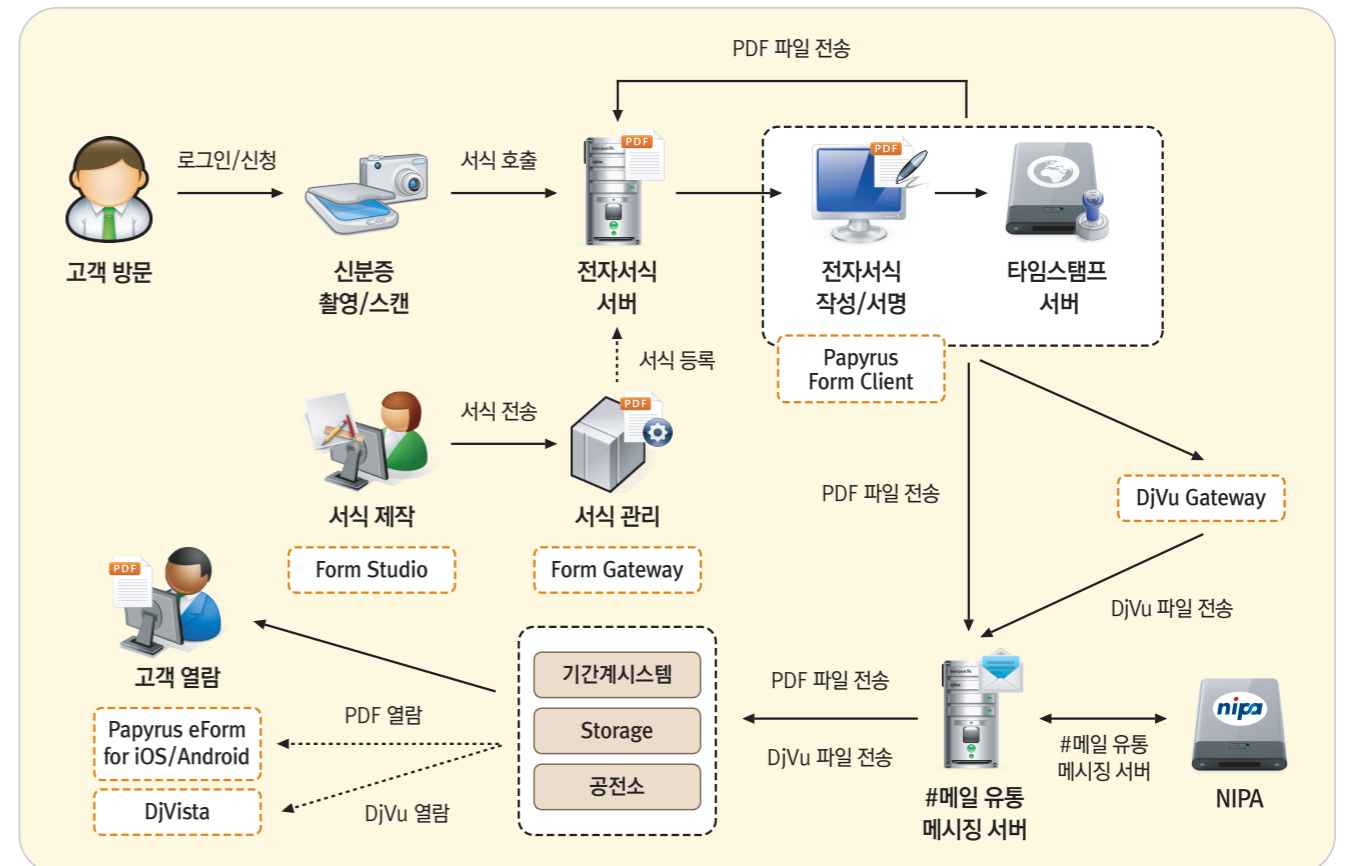 PDF 파일 전송
로그인/신청
서식 호출
PDF
PDF
고객 방문
신분증
촬영/스캔
전자서식
서버
전자서식
작성/서명
타임스탬프
서버
Papyrus
Form Client
서식 등록
서식 전송
PDF
서식 제작
서식 관리
Form Studio
Form Gateway
PDF 파일 전송
DjVu Gateway
DjVu 파일 전송
PDF
고객 열람
Papyrus eForm
for iOS/Android
DjVista
PDF 열람
DjVu 열람
기간계시스템
Storage
공전소
PDF 파일 전송
DjVu 파일 전송
#메일 유통
메시징 서버
#메일 유통
메시징 서버
nipa
NIPA